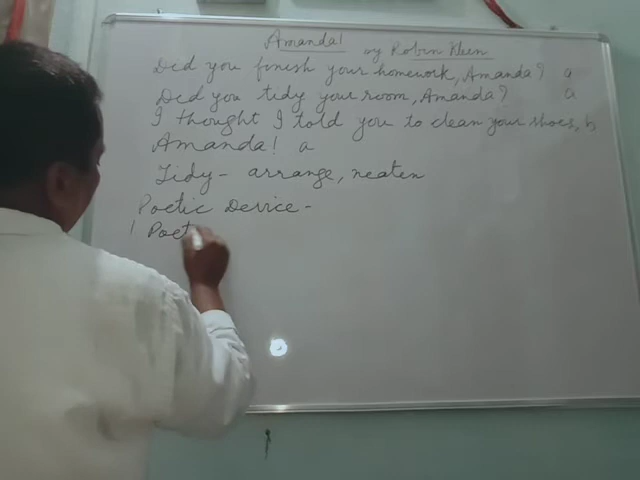 Amanda! by Robin Klein
Did you finish your homework, Amanda? a
Did you tidy your room, Amanda? a
I thought I told you to clean your shoes, b,
Amanda! a
Tidy - arrange, neaten
Poetic Device -
1 Poet